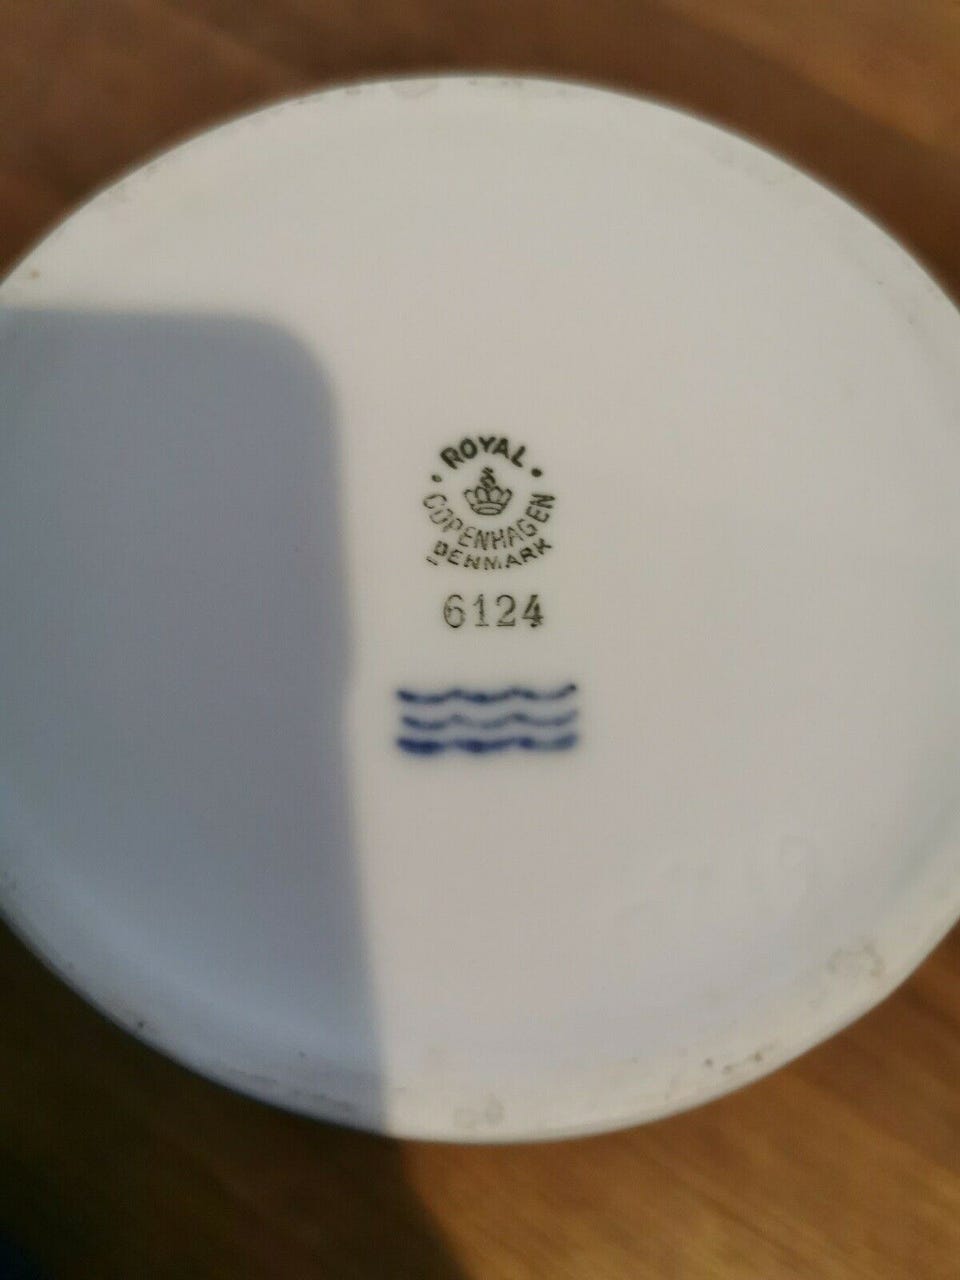 ROYAL
COPENHAGEN
DENMARK
6124